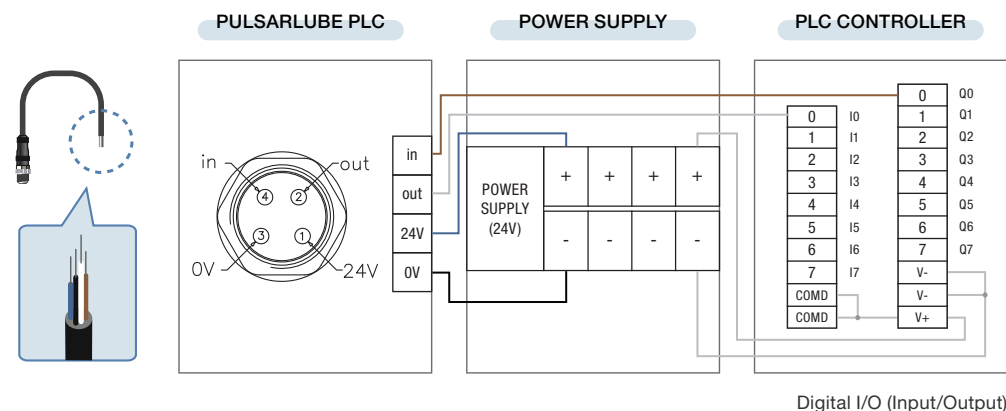 PULSARLUBE PLC
POWER SUPPLY
PLC CONTROLLER
in
out
4
2
3
1
0V
24V
in
out
24V
0V
POWER
SUPPLY
(24V)
+ + + +
- - - -
0 I0
1 I1
2 I2
3 I3
4 I4
5 I5
6 I6
7 I7
COMD
COMD
0 Q0
1 Q1
2 Q2
3 Q3
4 Q4
5 Q5
6 Q6
7 Q7
V-
V-
V+
Digital I/O (Input/Output)